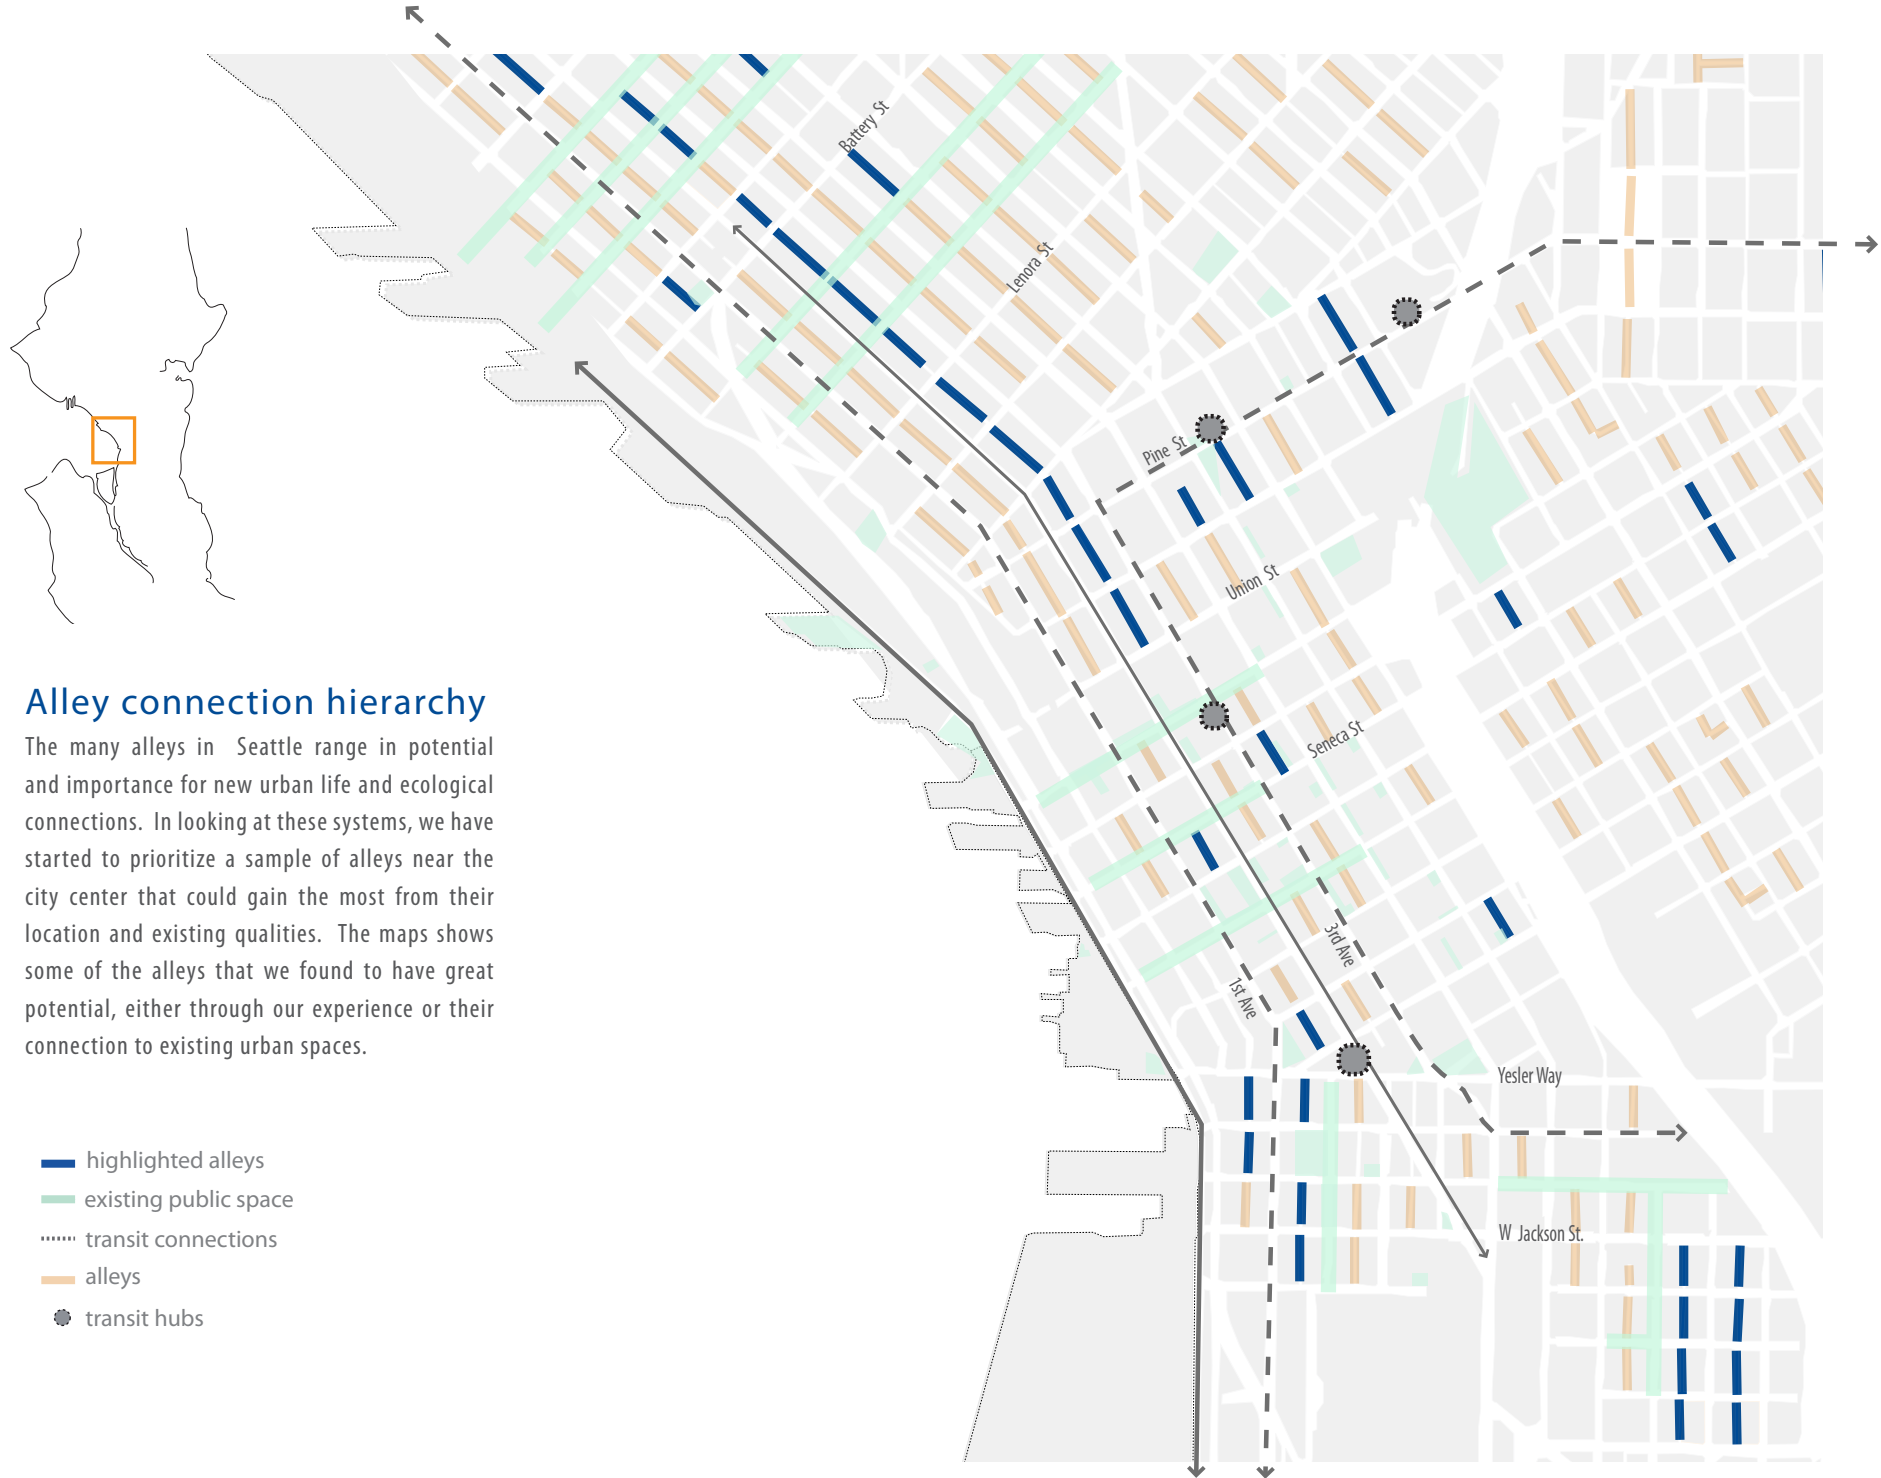 Battery St
Lenora St
Pine St
Union St
Alley connection hierarchy
The many alleys in Seattle range in potential
and importance for new urban life and ecological
connections. In looking at these systems, we have
started to prioritize a sample of alleys near the
city center that could gain the most from their
location and existing qualities. The maps shows
some of the alleys that we found to have great
potential, either through our experience or their
connection to existing urban spaces.
Seneca St
3rd Ave
1st Ave
Yesler Way
W Jackson St.
highlighted alleys
existing public space
transit connections
alleys
transit hubs